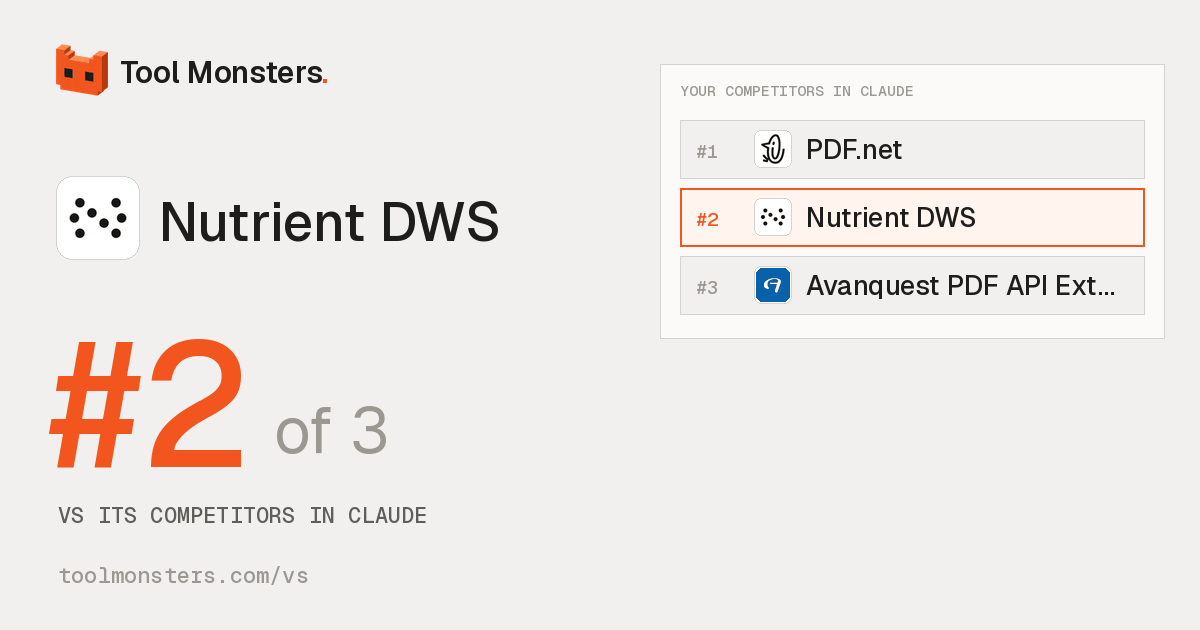 Tool Monsters.
Nutrient DWS
#2 of 3
VS ITS COMPETITORS IN CLAUDE
toolmonsters.com/vs
YOUR COMPETITORS IN CLAUDE
#1 PDF.net
#2 Nutrient DWS
#3 Avanquest PDF API Ext...